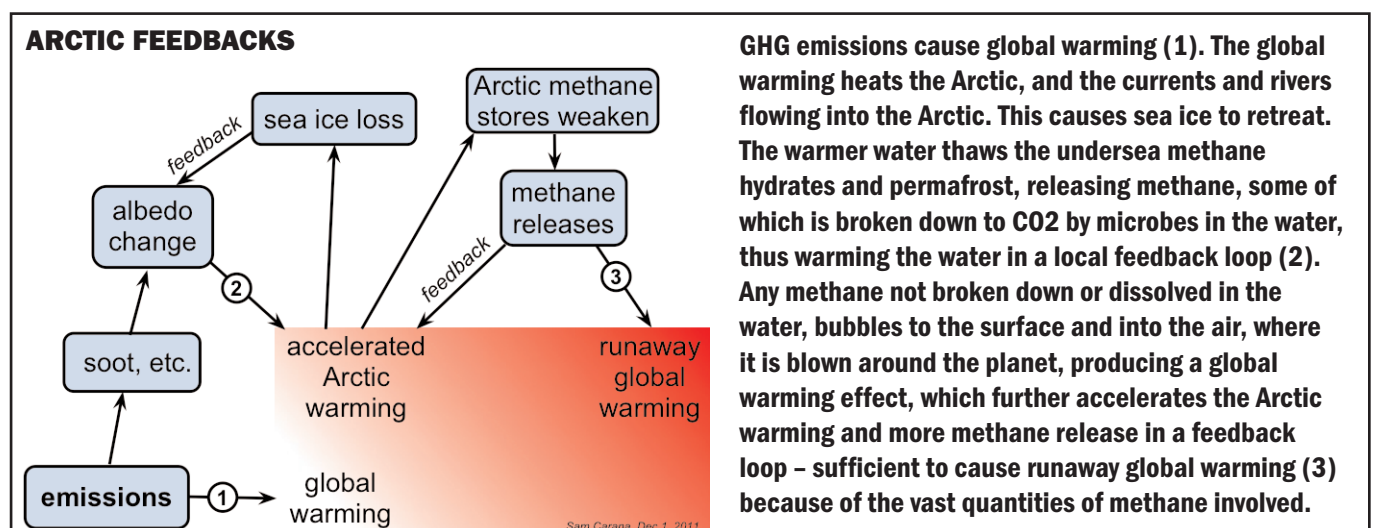 ARCTIC FEEDBACKS
sea ice loss
Arctic methane
stores weaken
feedback
albedo
change
methane
releases
feedback
2
3
soot, etc.
accelerated
Arctic
warming
runaway
global
warming
emissions
1
global
warming
Sam Carana, Dec 1, 2011
GHG emissions cause global warming (1). The global
warming heats the Arctic, and the currents and rivers
flowing into the Arctic. This causes sea ice to retreat.
The warmer water thaws the undersea methane
hydrates and permafrost, releasing methane, some of
which is broken down to CO2 by microbes in the water,
thus warming the water in a local feedback loop (2).
Any methane not broken down or dissolved in the
water, bubbles to the surface and into the air, where
it is blown around the planet, producing a global
warming effect, which further accelerates the Arctic
warming and more methane release in a feedback
loop – sufficient to cause runaway global warming (3)
because of the vast quantities of methane involved.